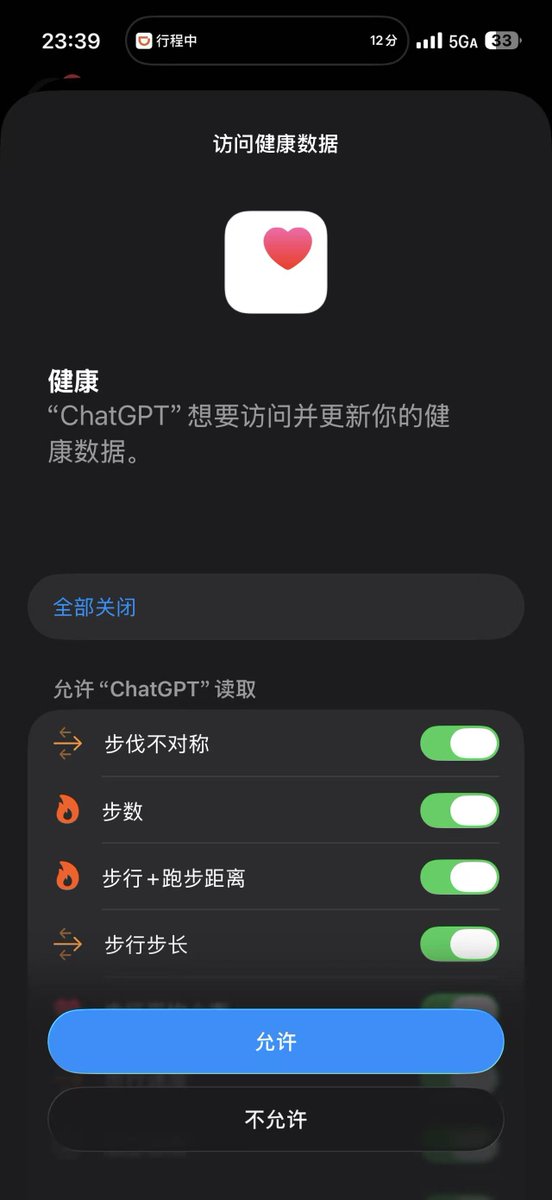 23:39
行程中
12分
5GA
33
访问健康数据
健康
“ChatGPT” 想要访问并更新你的健
康数据。
全部关闭
允许 “ChatGPT” 读取
步伐不对称
步数
步行+跑步距离
步行步长
允许
不允许